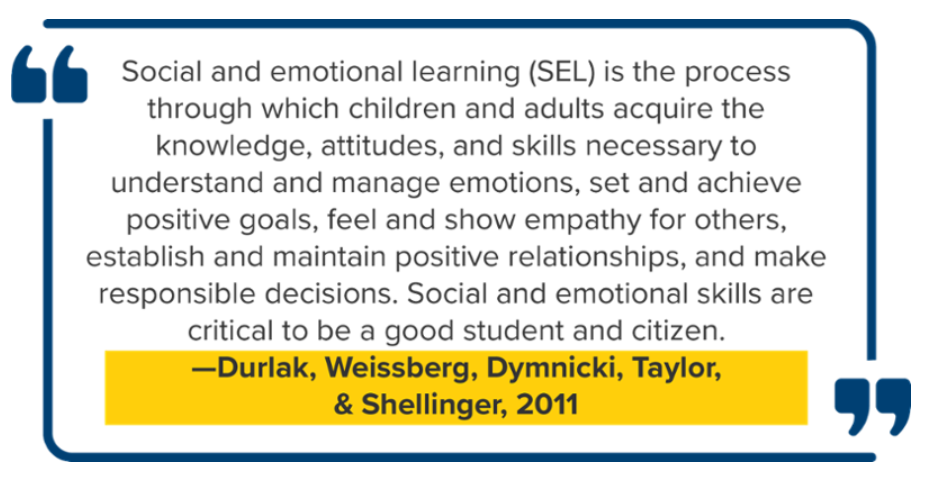 Social and emotional learning (SEL) is the process
through which children and adults acquire the
knowledge, attitudes, and skills necessary to
understand and manage emotions, set and achieve
positive goals, feel and show empathy for others,
establish and maintain positive relationships, and make
responsible decisions. Social and emotional skills are
critical to be a good student and citizen.
—Durlak, Weissberg, Dymnicki, Taylor,
& Shellinger, 2011